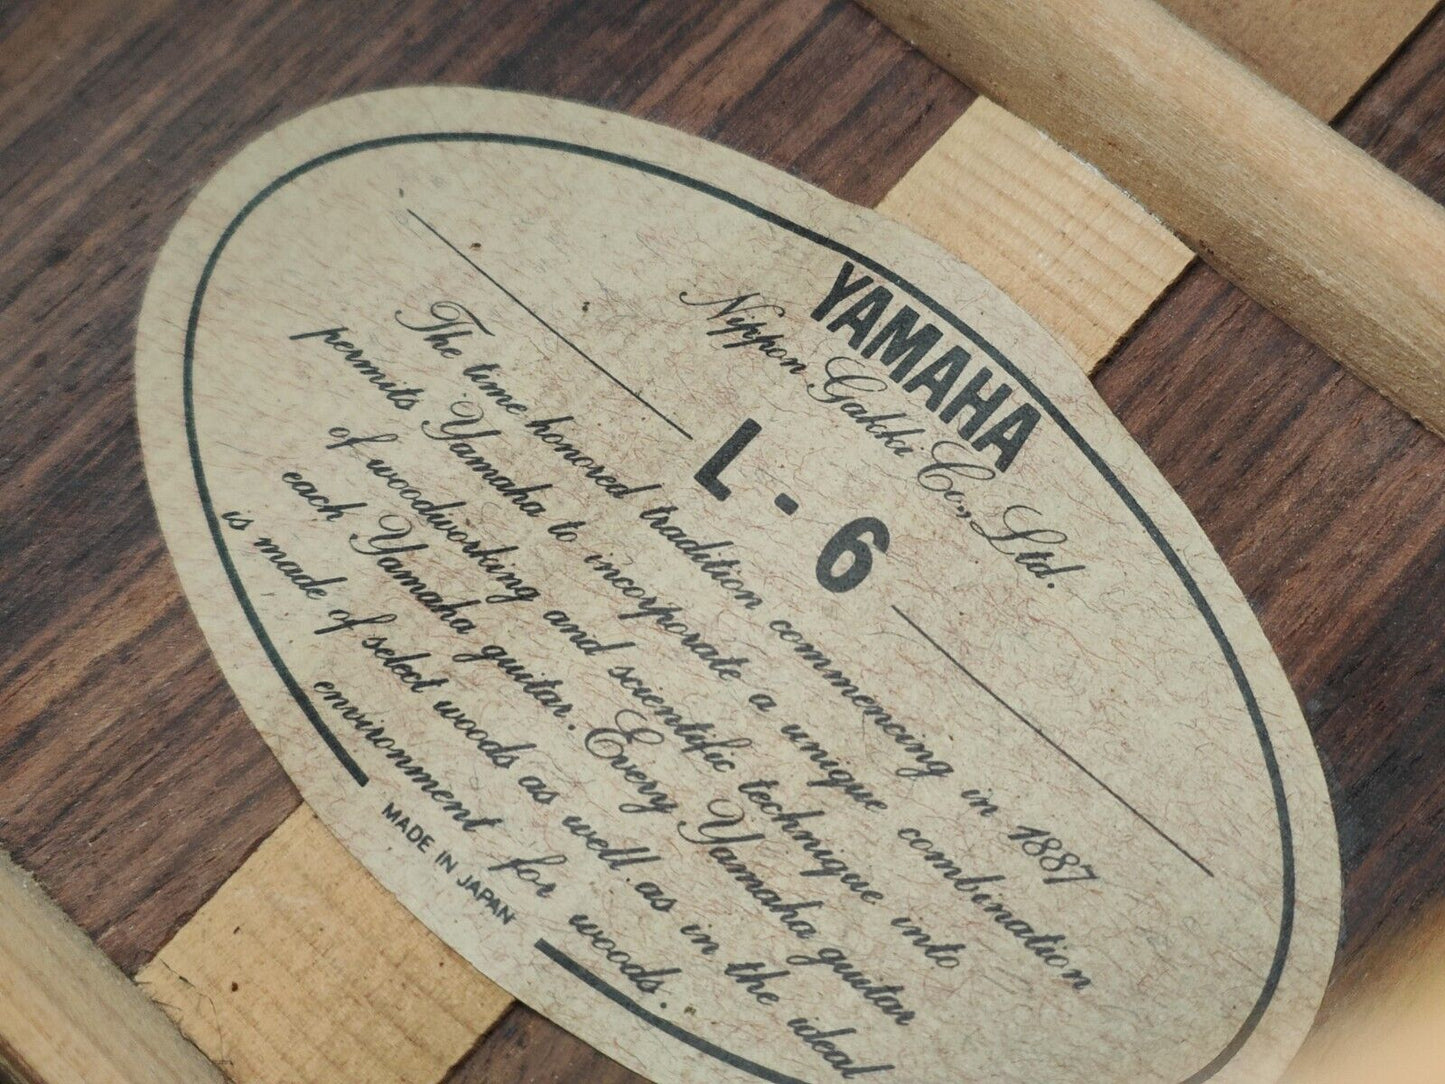 YAMAHA
Nippon Gakki Co., Ltd.
L - 6
The time honored tradition commencing in 1887
permits Yamaha to incorporate a unique combination
of woodworking and scientific technique into
each Yamaha guitar. Every Yamaha guitar
is made of select woods as well as in the ideal
environment for woods.
MADE IN JAPAN